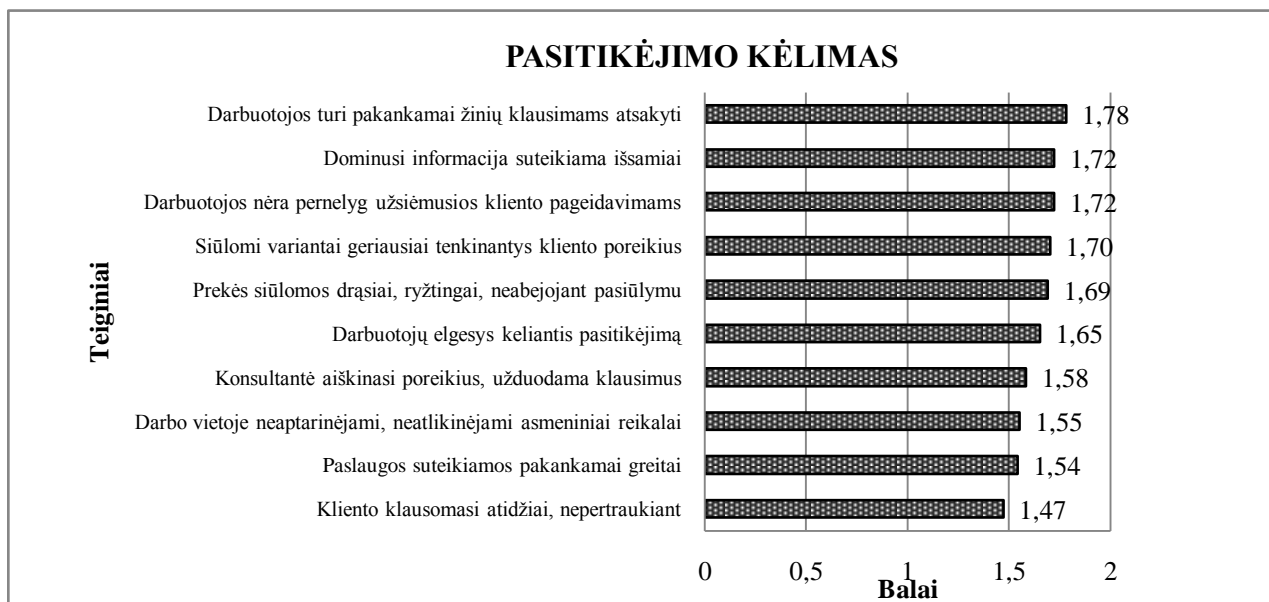 PASITIKĖJIMO KĖLIMAS
Teiginiai
Darbuotojos turi pakankamai žinių klausimams atsakyti 1,78
Dominusi informacija suteikiama išsamiai 1,72
Darbuotojos nėra pernelyg užsiėmusios kliento pageidavimams 1,72
Siūlomi variantai geriausiai tenkinantys kliento poreikius 1,70
Prekės siūlomos drąsiai, ryžtingai, neabejojant pasiūlymu 1,69
Darbuotojų elgesys keliantis pasitikėjimą 1,65
Konsultantė aiškinasi poreikius, užduodama klausimus 1,58
Darbo vietoje neaptarinėjami, neatlikinėjami asmeniniai reikalai 1,55
Paslaugos suteikiamos pakankamai greitai 1,54
Kliento klausomasi atidžiai, nepertraukiant 1,47
0 0,5 1 1,5 2
Balai